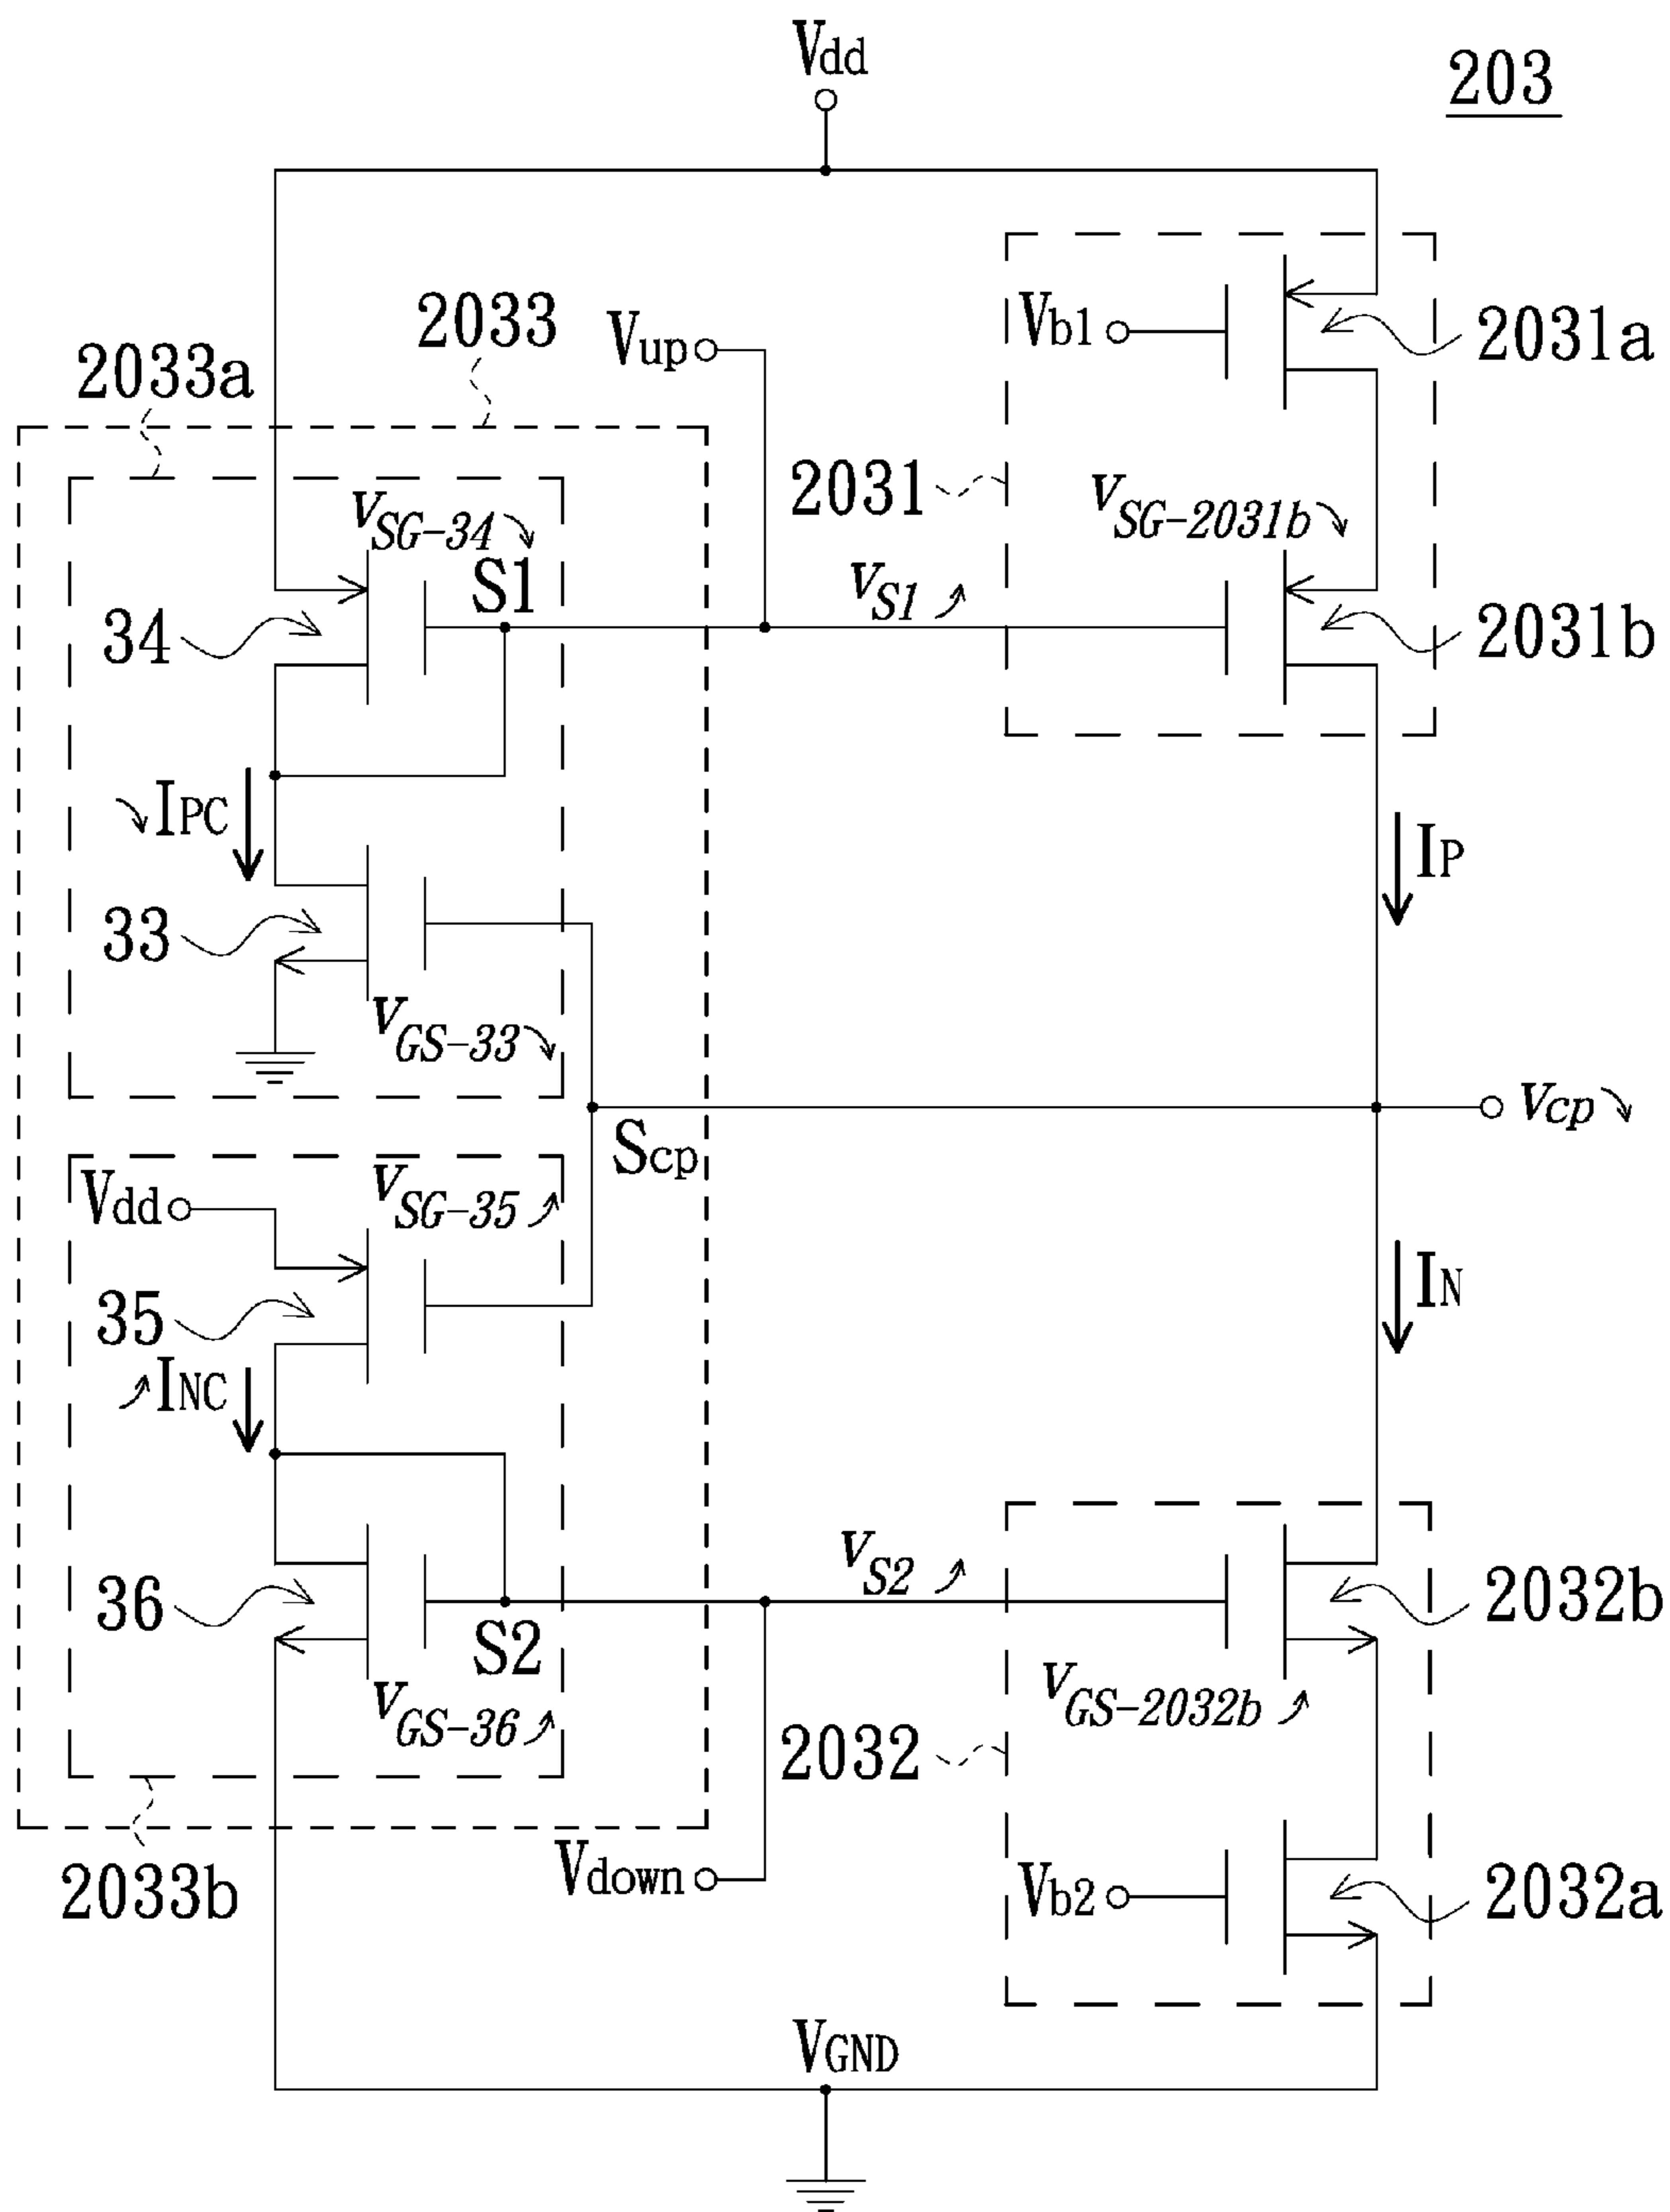 Vdd
203
2033
Vup
Vb1
2031a
2033a
2031
VSG-2031b
VSG-34
S1
VS1
34
2031b
IPC
IP
33
VGS-33
Vcp
Scp
Vdd
VSG-35
35
IN
INC
VS2
36
2032b
S2
VGS-2032b
VGS-36
2032
2033b
Vdown
Vb2
2032a
VGND